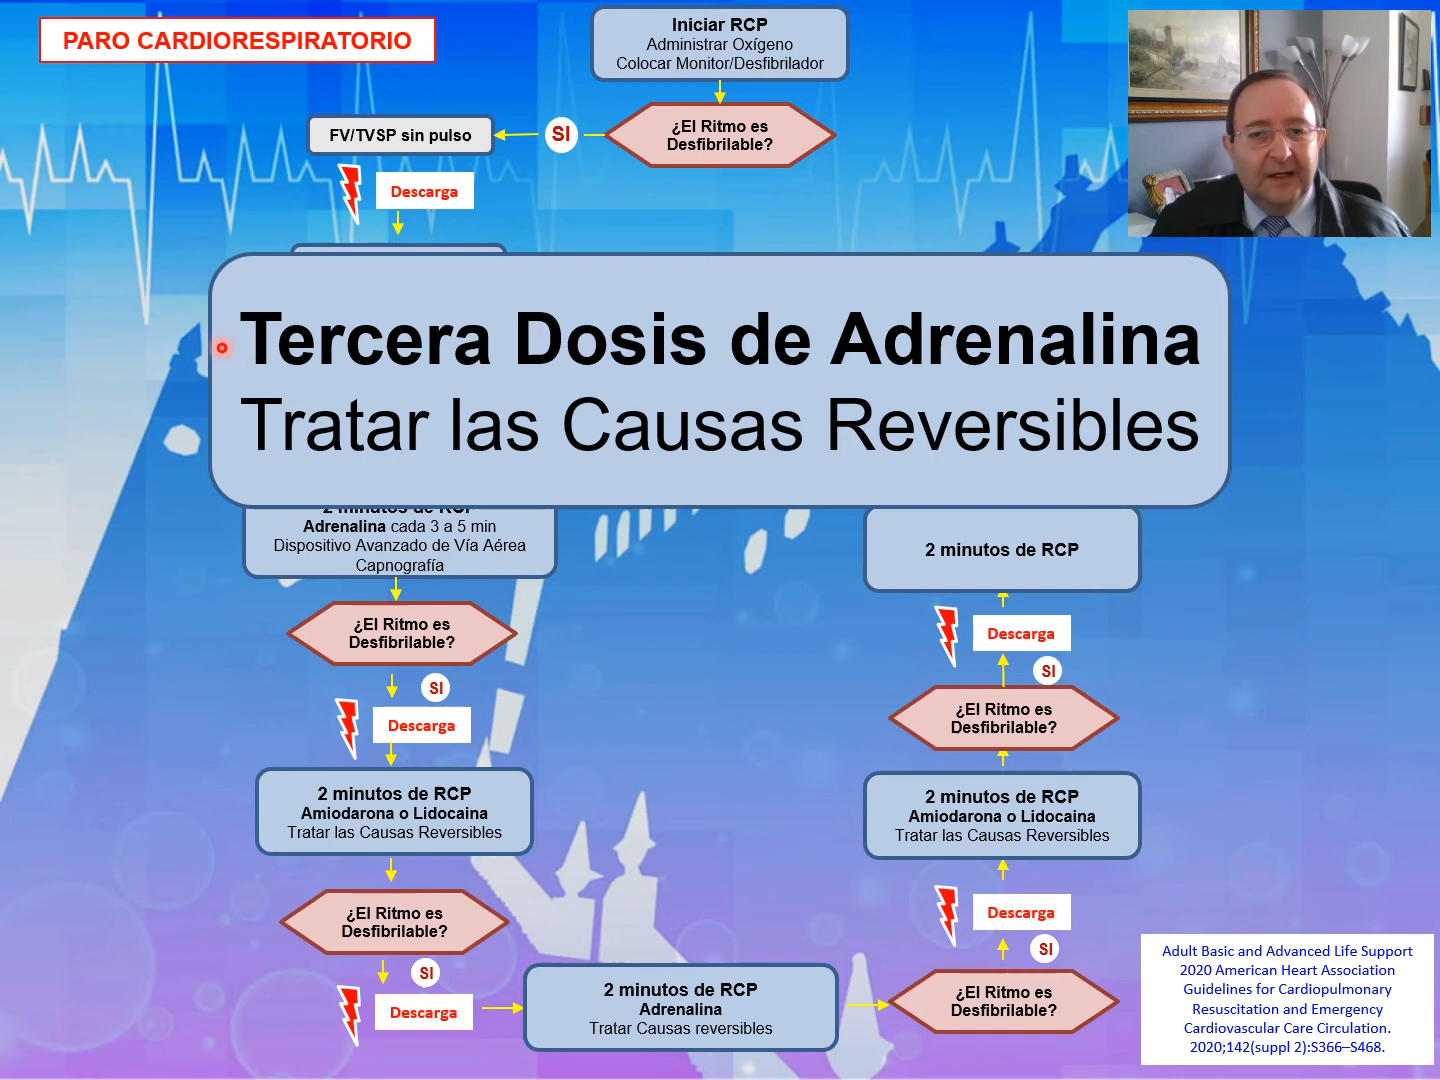 PARO CARDIORESPIRATORIO
Iniciar RCP
Administrar Oxígeno
Colocar Monitor/Desfibrilador
¿El Ritmo es
Desfibrilable?
SI
FV/TVSP sin pulso
Descarga
Tercera Dosis de Adrenalina
Tratar las Causas Reversibles
2 minutos de RCP
Adrenalina cada 3 a 5 min
Dispositivo Avanzado de Vía Aérea
Capnografía
¿El Ritmo es
Desfibrilable?
SI
Descarga
2 minutos de RCP
Amiodarona o Lidocaina
Tratar las Causas Reversibles
¿El Ritmo es
Desfibrilable?
SI
Descarga
2 minutos de RCP
Adrenalina
Tratar Causas reversibles
¿El Ritmo es
Desfibrilable?
SI
Descarga
2 minutos de RCP
Amiodarona o Lidocaina
Tratar las Causas Reversibles
¿El Ritmo es
Desfibrilable?
SI
Descarga
2 minutos de RCP
Adult Basic and Advanced Life Support
2020 American Heart Association
Guidelines for Cardiopulmonary
Resuscitation and Emergency
Cardiovascular Care Circulation.
2020;142(suppl 2):S366–S468.